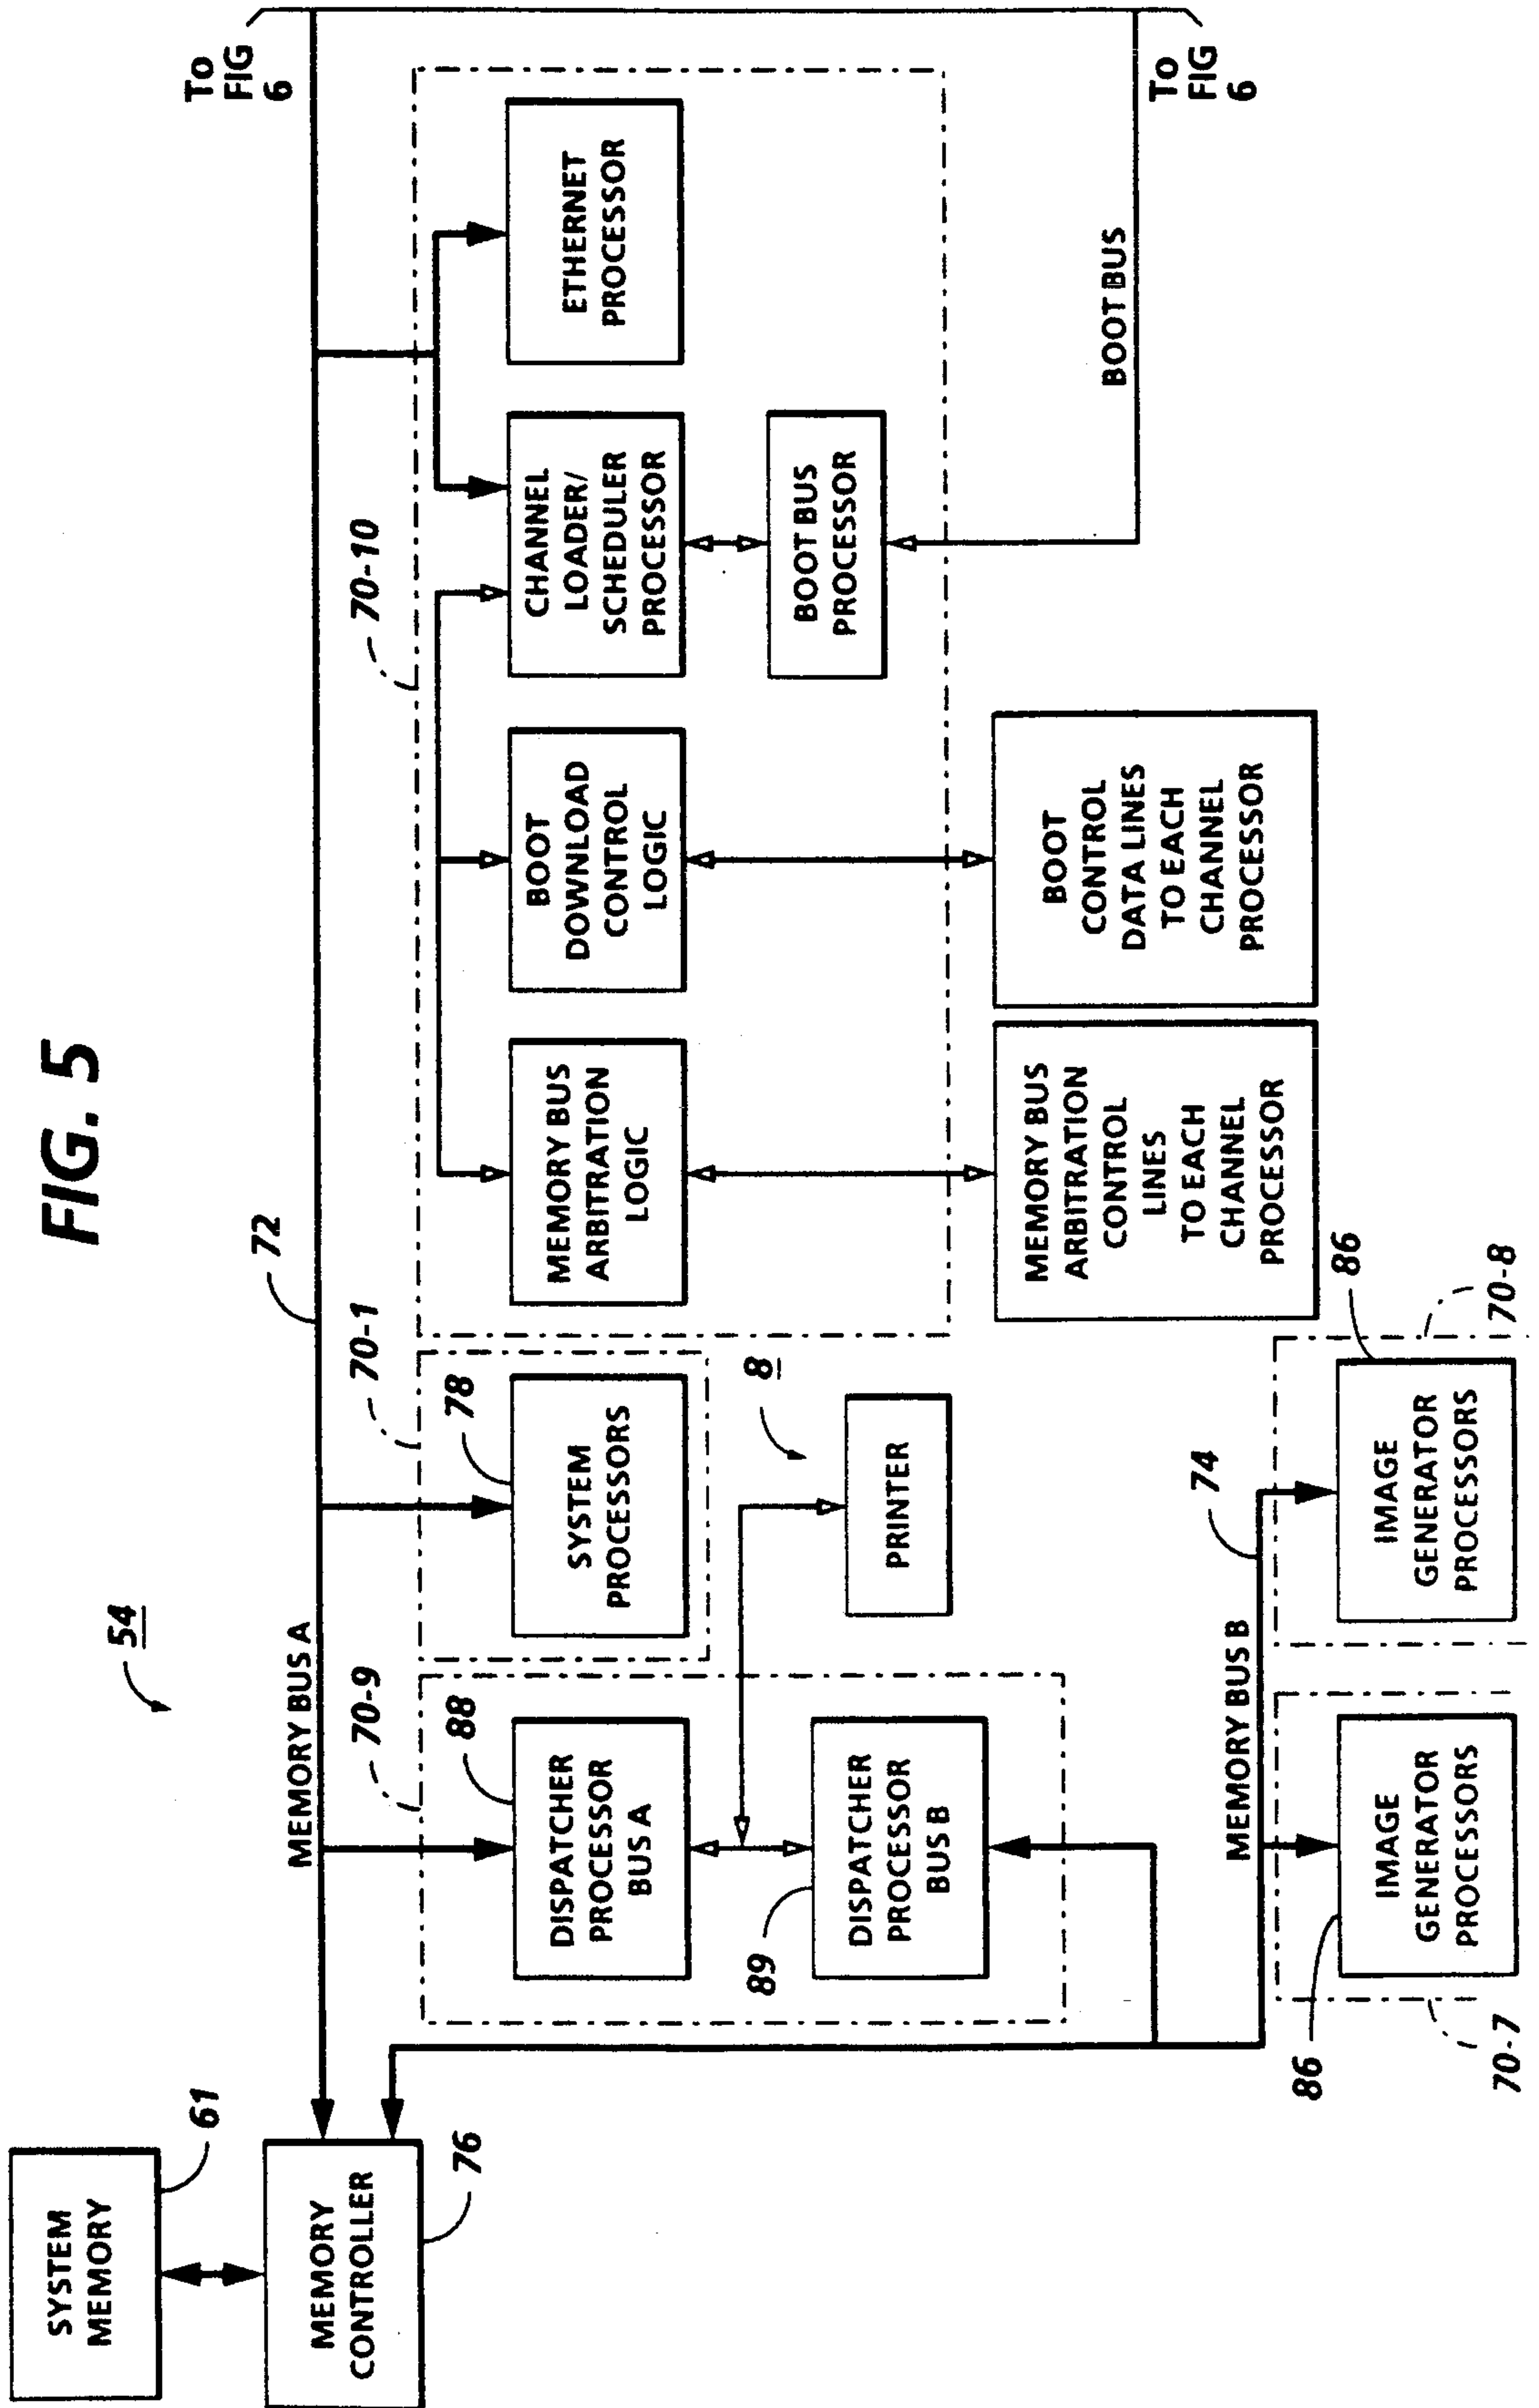 FIG. 5
54
SYSTEM
MEMORY
61
MEMORY
CONTROLLER
76
MEMORY BUS A
72
To
FIG
6
70-9
88
DISPATCHER
PROCESSOR
BUS A
89
DISPATCHER
PROCESSOR
BUS B
70-1
78
SYSTEM
PROCESSORS
8
PRINTER
70-10
MEMORY BUS
ARBITRATION
LOGIC
BOOT
DOWNLOAD
CONTROL
LOGIC
CHANNEL
LOADER/
SCHEDULER
PROCESSOR
ETHERNET
PROCESSOR
BOOT BUS
PROCESSOR
MEMORY BUS
ARBITRATION
CONTROL
LINES
TO EACH
CHANNEL
PROCESSOR
BOOT
CONTROL
DATA LINES
TO EACH
CHANNEL
PROCESSOR
BOOT BUS
To
FIG
6
MEMORY BUS B
74
86
IMAGE
GENERATOR
PROCESSORS
70-7
86
IMAGE
GENERATOR
PROCESSORS
70-8